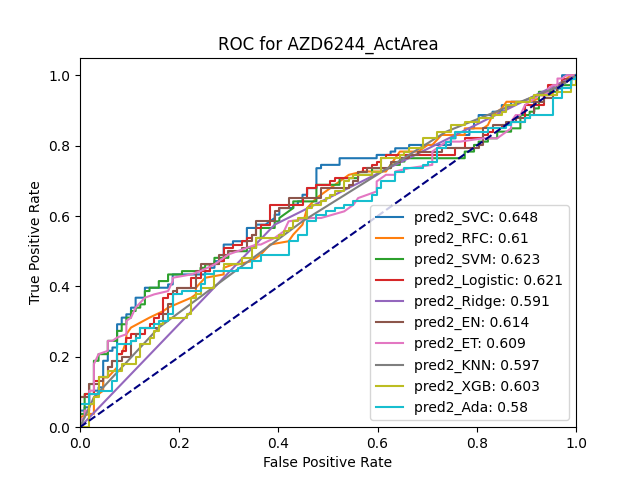 ROC for AZD6244_ActArea
True Positive Rate
1.0
0.8
0.6
0.4
0.2
0.0
pred2_SVC: 0.648
pred2_RFC: 0.61
pred2_SVM: 0.623
pred2_Logistic: 0.621
pred2_Ridge: 0.591
pred2_EN: 0.614
pred2_ET: 0.609
pred2_KNN: 0.597
pred2_XGB: 0.603
pred2_Ada: 0.58
0.0 0.2 0.4 0.6 0.8 1.0
False Positive Rate